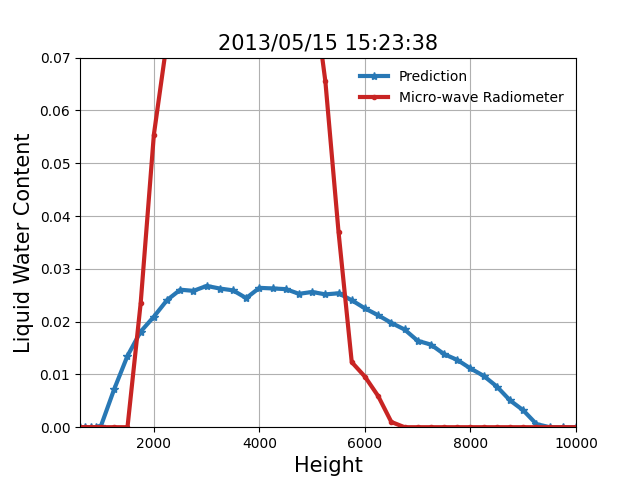 2013/05/15 15:23:38
Prediction
Micro-wave Radiometer
Liquid Water Content
0.07
0.06
0.05
0.04
0.03
0.02
0.01
0.00
2000 4000 6000 8000 10000
Height